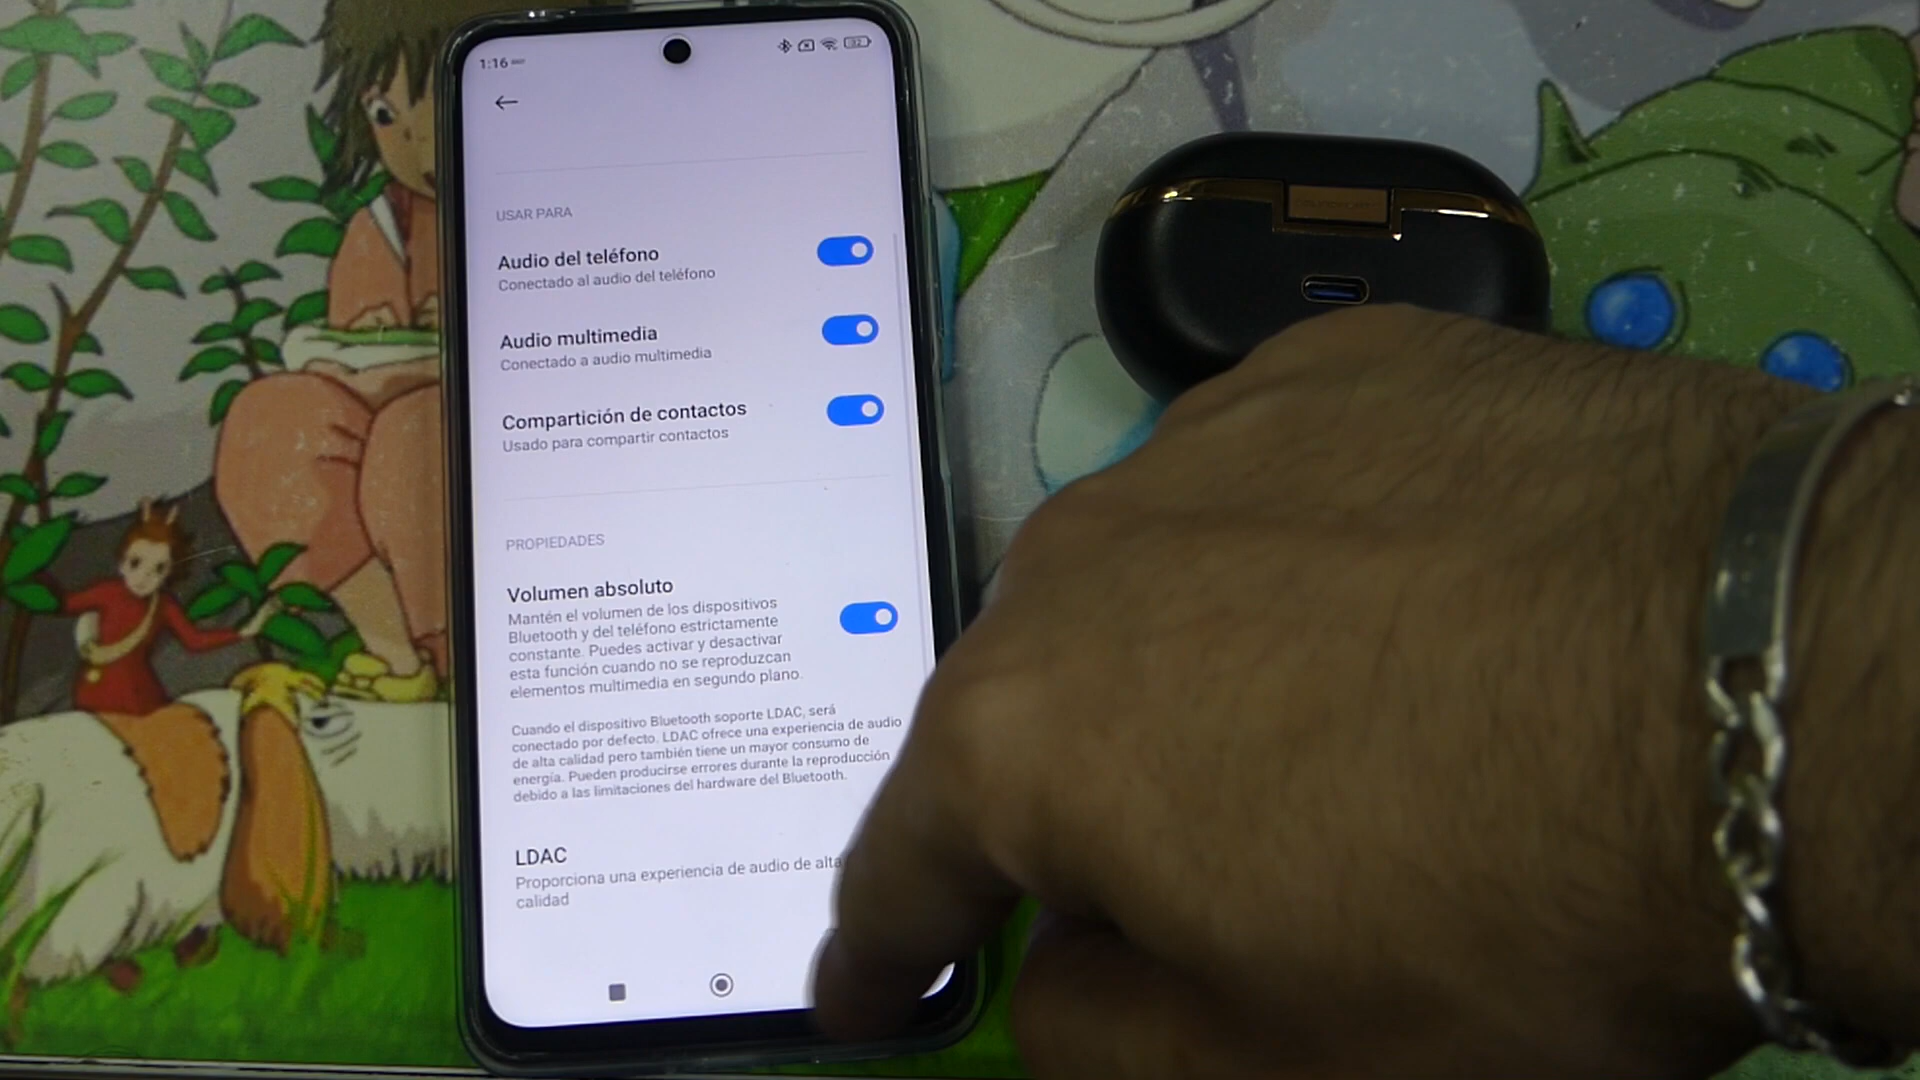 1:16
USAR PARA
Audio del teléfono
Conectado al audio del teléfono
Audio multimedia
Conectado a audio multimedia
Compartición de contactos
Usado para compartir contactos
PROPIEDADES
Volumen absoluto
Mantén el volumen de los dispositivos
Bluetooth y del teléfono estrictamente
constante. Puedes activar y desactivar
esta función cuando no se reproduzcan
elementos multimedia en segundo plano.
Cuando el dispositivo Bluetooth soporte LDAC, será
conectado por defecto. LDAC ofrece una experiencia de audio
de alta calidad pero también tiene un mayor consumo de
energía. Pueden producirse errores durante la reproducción
debido a las limitaciones del hardware del Bluetooth.
LDAC
Proporciona una experiencia de audio de alta
calidad